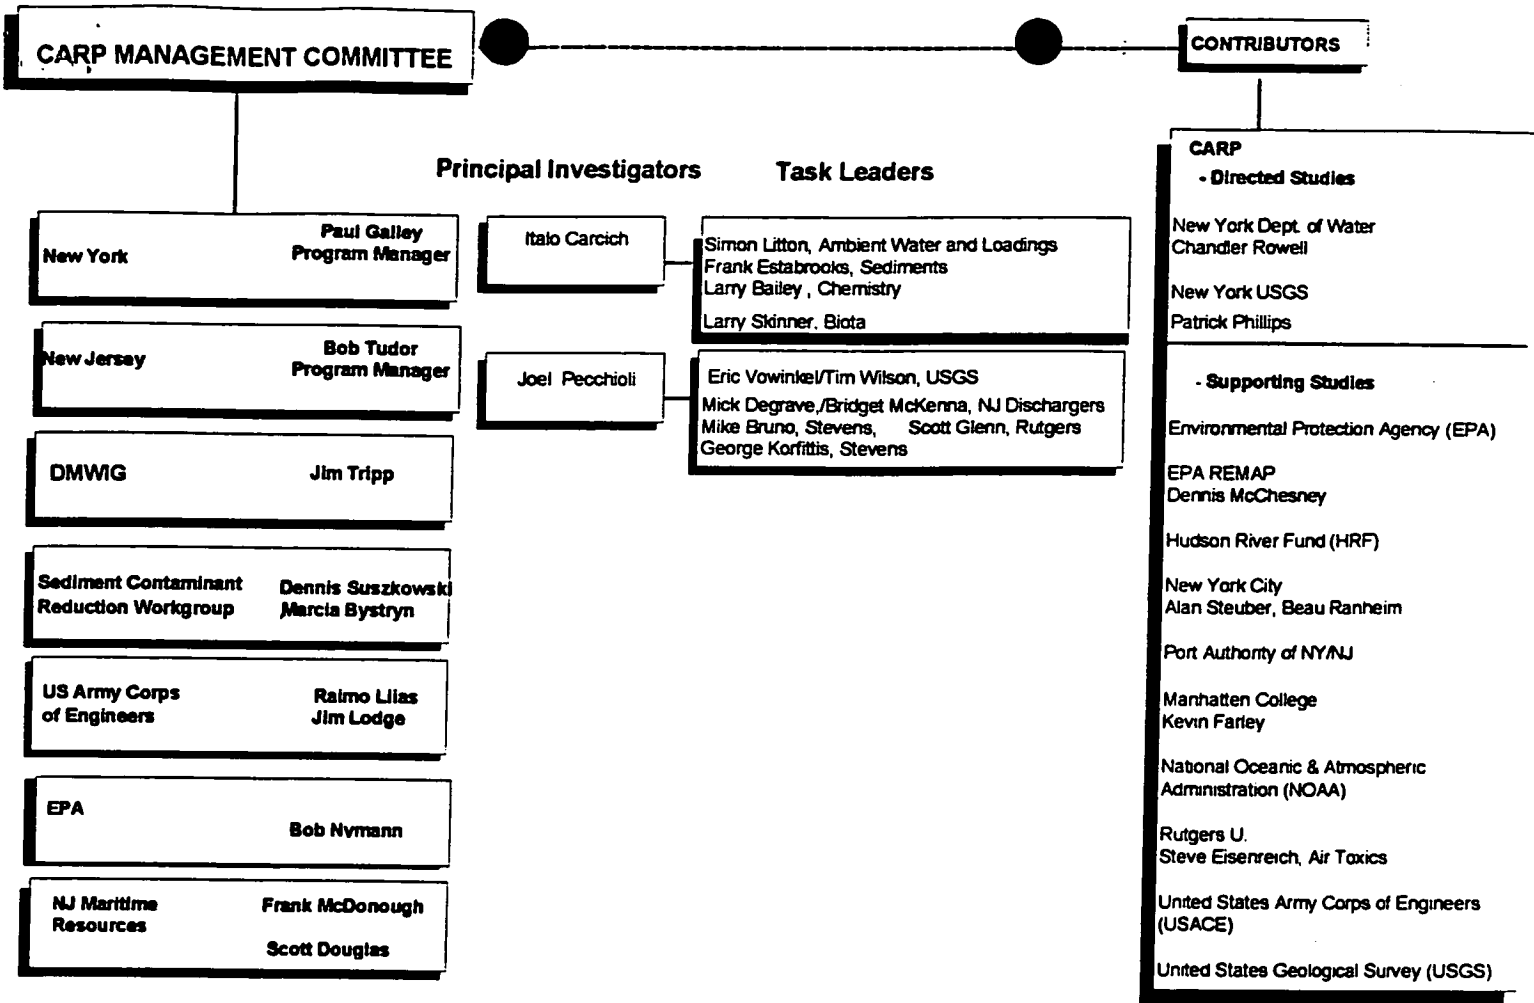 CARP MANAGEMENT COMMITTEE
CONTRIBUTORS
Principal Investigators
Task Leaders
New York
Paul Galley
Program Manager
New Jersey
Bob Tudor
Program Manager
DMWIG
Jim Tripp
Sediment Contaminant
Reduction Workgroup
Dennis Suszkowski
Marcia Bystryn
US Army Corps
of Engineers
Raimo Liias
Jim Lodge
EPA
Bob Nymann
NJ Maritime
Resources
Frank McDonough
Scott Douglas
Italo Carcich
Simon Litton, Ambient Water and Loadings
Frank Estabrooks, Sediments
Larry Bailey , Chemistry
Larry Skinner, Biota
Joel Pecchioli
Eric Vowinkel/Tim Wilson, USGS
Mick Degrave,/Bridget McKenna, NJ Dischargers
Mike Bruno, Stevens, Scott Glenn, Rutgers
George Korfittis, Stevens
CARP
- Directed Studies
New York Dept. of Water
Chandler Rowell
New York USGS
Patrick Phillips
- Supporting Studies
Environmental Protection Agency (EPA)
EPA REMAP
Dennis McChesney
Hudson River Fund (HRF)
New York City
Alan Steuber, Beau Ranheim
Port Authority of NY/NJ
Manhatten College
Kevin Farley
National Oceanic & Atmospheric
Administration (NOAA)
Rutgers U.
Steve Eisenreich, Air Toxics
United States Army Corps of Engineers
(USACE)
United States Geological Survey (USGS)